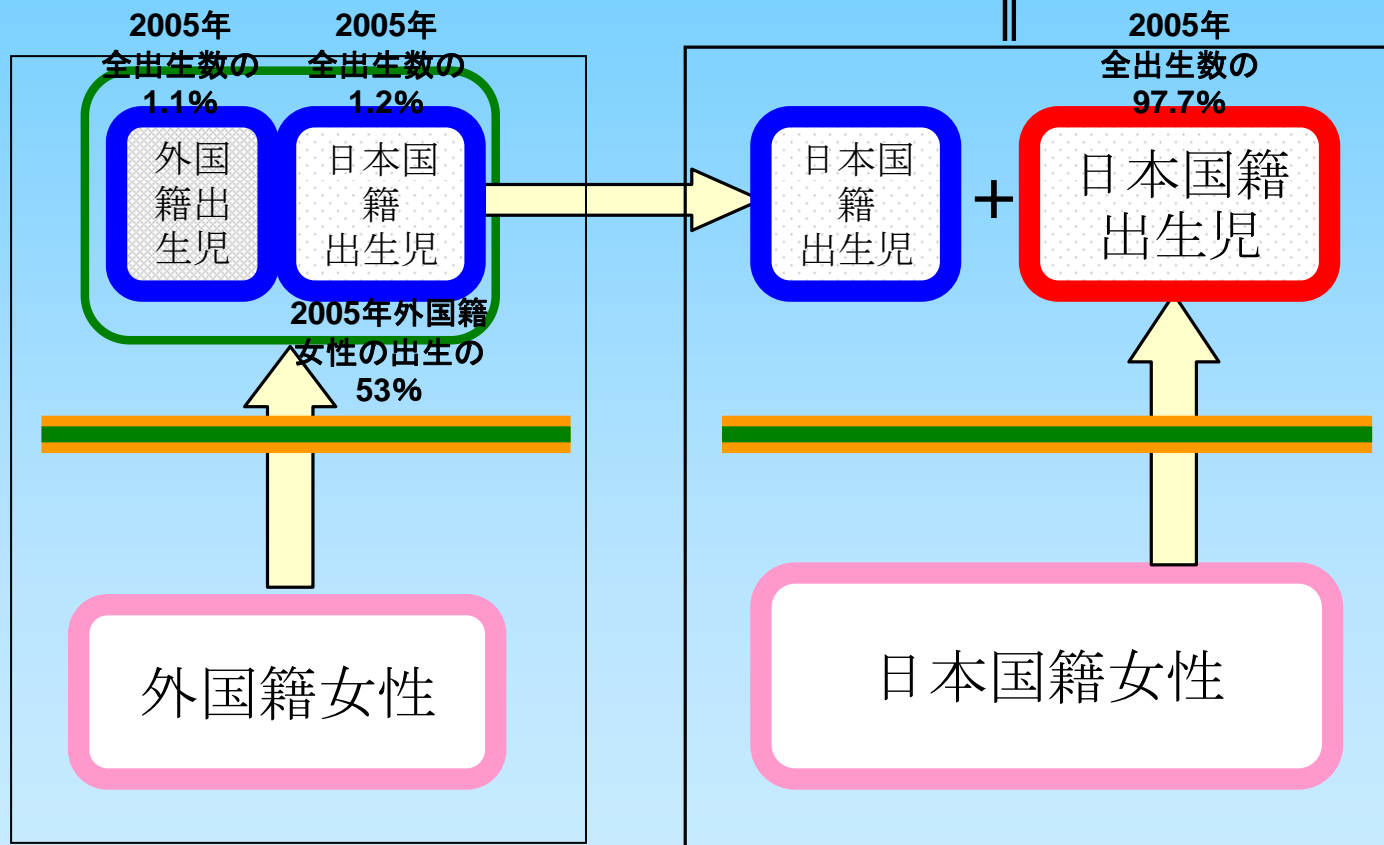 2005年
全出生数の
1.1%
2005年
全出生数の
1.2%
||
2005年
全出生数の
97.7%
外国
籍出
生児
日本国
籍
出生児
日本国
籍
出生児
+
日本国籍
出生児
2005年外国籍
女性の出生の
53%
外国籍女性
日本国籍女性